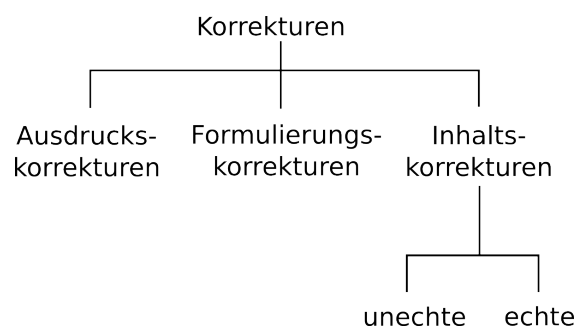 Korrekturen
Ausdrucks-
korrekturen
Formulierungs-
korrekturen
Inhalts-
korrekturen
unechte
echte